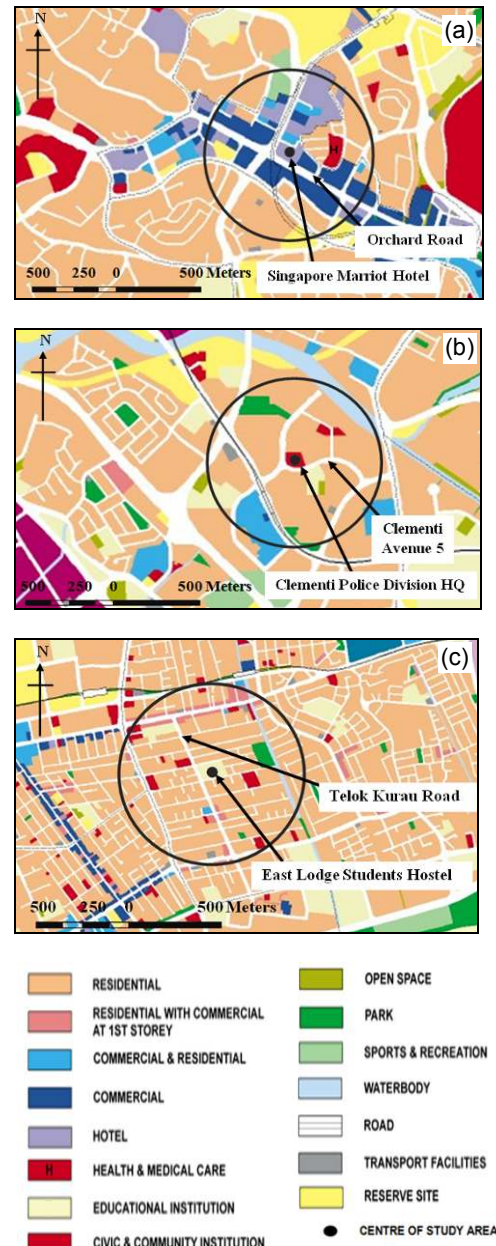 (a)
N
H
Orchard Road
500 250 0 500 Meters
Singapore Marriot Hotel
(b)
N
Clementi
Avenue 5
500 250 0 500 Meters
Clementi Police Division HQ
(c)
N
Telok Kurau Road
East Lodge Students Hostel
500 250 0 500 Meters
RESIDENTIAL
RESIDENTIAL WITH COMMERCIAL
AT 1ST STOREY
COMMERCIAL & RESIDENTIAL
COMMERCIAL
HOTEL
H HEALTH & MEDICAL CARE
EDUCATIONAL INSTITUTION
CIVIC & COMMUNITY INSTITUTION
OPEN SPACE
PARK
SPORTS & RECREATION
WATERBODY
ROAD
TRANSPORT FACILITIES
RESERVE SITE
CENTRE OF STUDY AREA